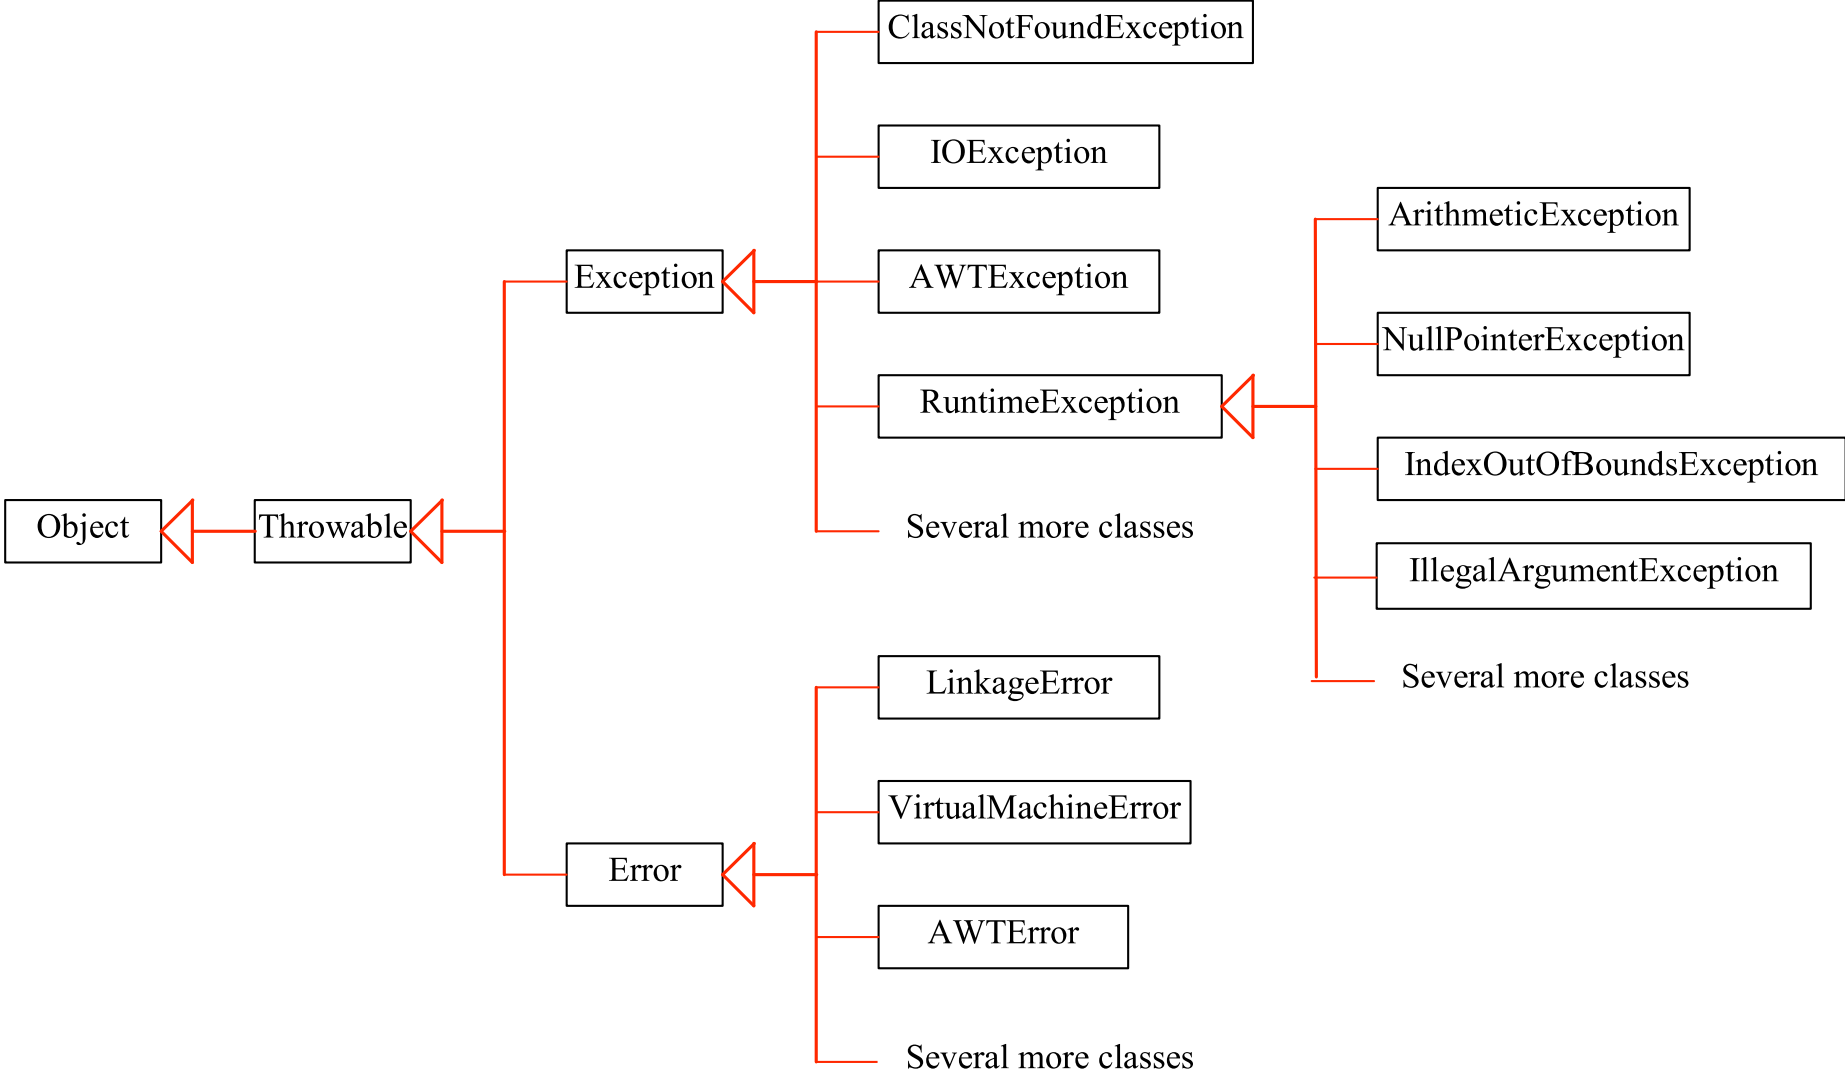 ClassNotFoundException
IOException
ArithmeticException
Exception
AWTException
NullPointerException
RuntimeException
IndexOutOfBoundsException
Object
Throwable
Several more classes
IllegalArgumentException
LinkageError
Several more classes
VirtualMachineError
Error
AWTError
Several more classes